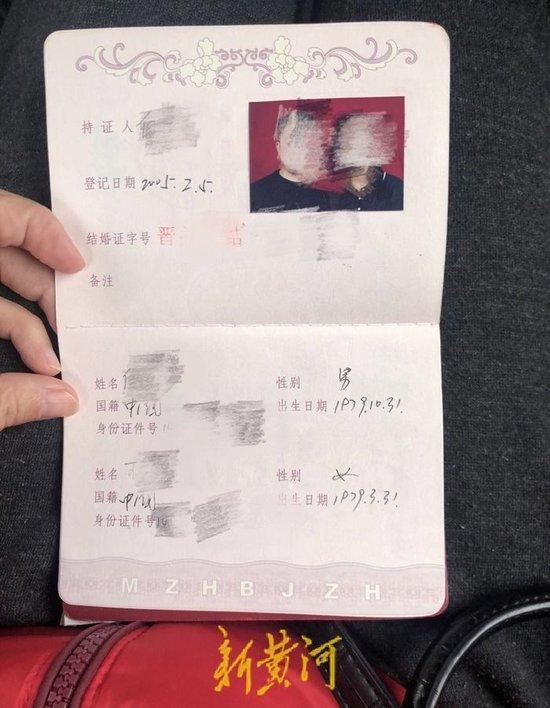 持证人
登记日期 2005.2.5.
结婚证字号 晋
备注
姓名 性别 男
国籍 中国 出生日期 1979.10.31.
身份证件号 1
姓名 性别 女
国籍 中国 出生日期 1979.3.31.
身份证件号 1
MZHBJZH
新黄河